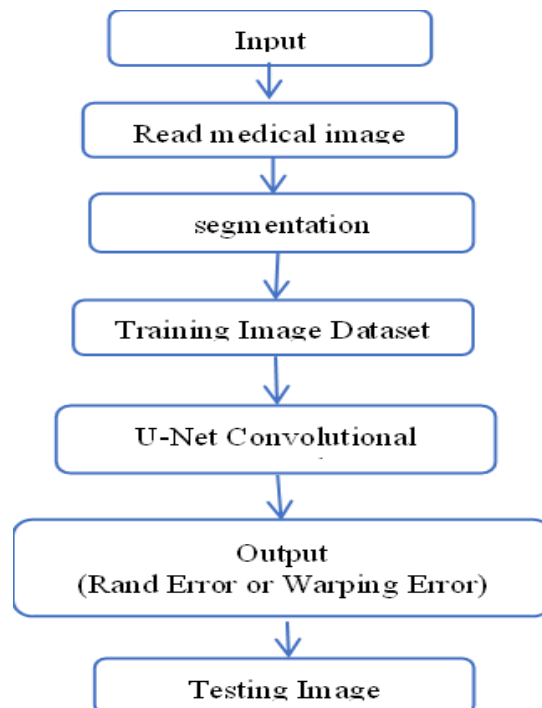 Input
Read medical image
segmentation
Training Image Dataset
U-Net Convolutional
Output
(Rand Error or Warping Error)
Testing Image